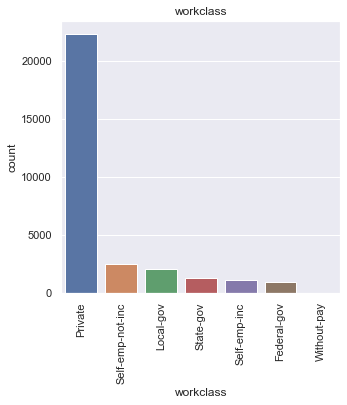 workclass
20000
15000
10000
5000
0
count
Private
Self-emp-not-inc
Local-gov
State-gov
Self-emp-inc
Federal-gov
Without-pay
workclass